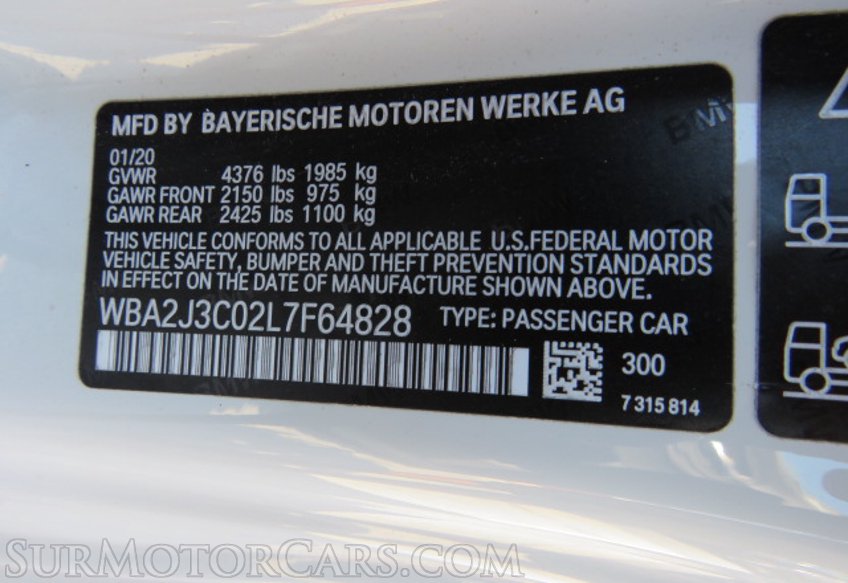 MFD BY BAYERISCHE MOTOREN WERKE AG
01/20
GVWR 4376 lbs 1985 kg
GAWR FRONT 2150 lbs 975 kg
GAWR REAR 2425 lbs 1100 kg
THIS VEHICLE CONFORMS TO ALL APPLICABLE U.S.FEDERAL MOTOR
VEHICLE SAFETY, BUMPER AND THEFT PREVENTION STANDARDS
IN EFFECT ON THE DATE OF MANUFACTURE SHOWN ABOVE.
WBA2J3C02L7F64828 TYPE: PASSENGER CAR
300
7 315 814
SURMOTORCARS.COM